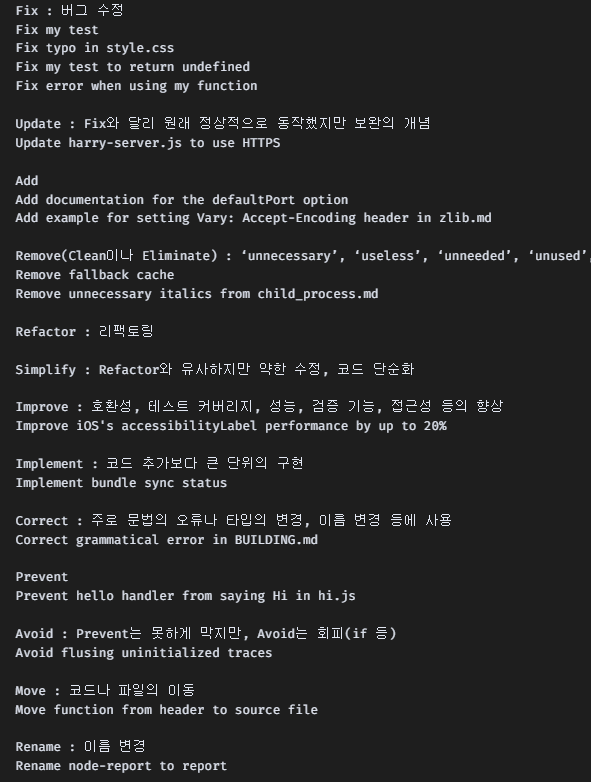 Fix : 버그 수정
Fix my test
Fix typo in style.css
Fix my test to return undefined
Fix error when using my function
Update : Fix와 달리 원래 정상적으로 동작했지만 보완의 개념
Update harry-server.js to use HTTPS
Add
Add documentation for the defaultPort option
Add example for setting Vary: Accept-Encoding header in zlib.md
Remove(Clean이나 Eliminate) : ‘unnecessary’, ‘useless’, ‘unneeded’, ‘unused’,
Remove fallback cache
Remove unnecessary italics from child_process.md
Refactor : 리팩토링
Simplify : Refactor와 유사하지만 약한 수정, 코드 단순화
Improve : 호환성, 테스트 커버리지, 성능, 검증 기능, 접근성 등의 향상
Improve iOS's accessibilityLabel performance by up to 20%
Implement : 코드 추가보다 큰 단위의 구현
Implement bundle sync status
Correct : 주로 문법의 오류나 타입의 변경, 이름 변경 등에 사용
Correct grammatical error in BUILDING.md
Prevent
Prevent hello handler from saying Hi in hi.js
Avoid : Prevent는 못하게 막지만, Avoid는 회피(if 등)
Avoid flusing uninitialized traces
Move : 코드나 파일의 이동
Move function from header to source file
Rename : 이름 변경
Rename node-report to report